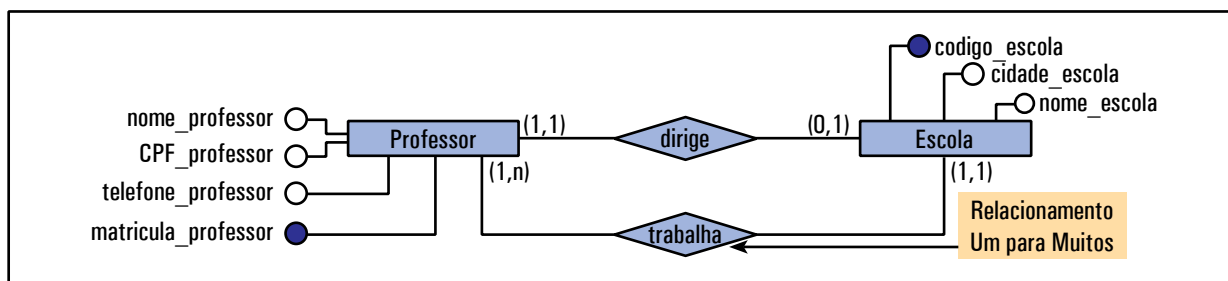 codigo_escola
cidade_escola
nome_escola
nome_professor
CPF_professor
telefone_professor
matricula_professor
Professor
(1,1)
dirige
(0,1)
Escola
(1,n)
(1,1)
trabalha
Relacionamento
Um para Muitos